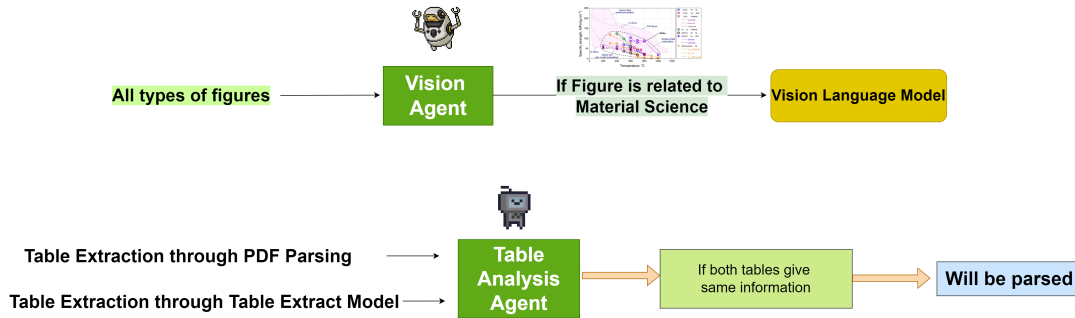 All types of figures
Vision
Agent
If Figure is related to
Material Science
Vision Language Model
Temperature, °C
Table Extraction through PDF Parsing
Table Extraction through Table Extract Model
Table
Analysis
Agent
If both tables give
same information
Will be parsed